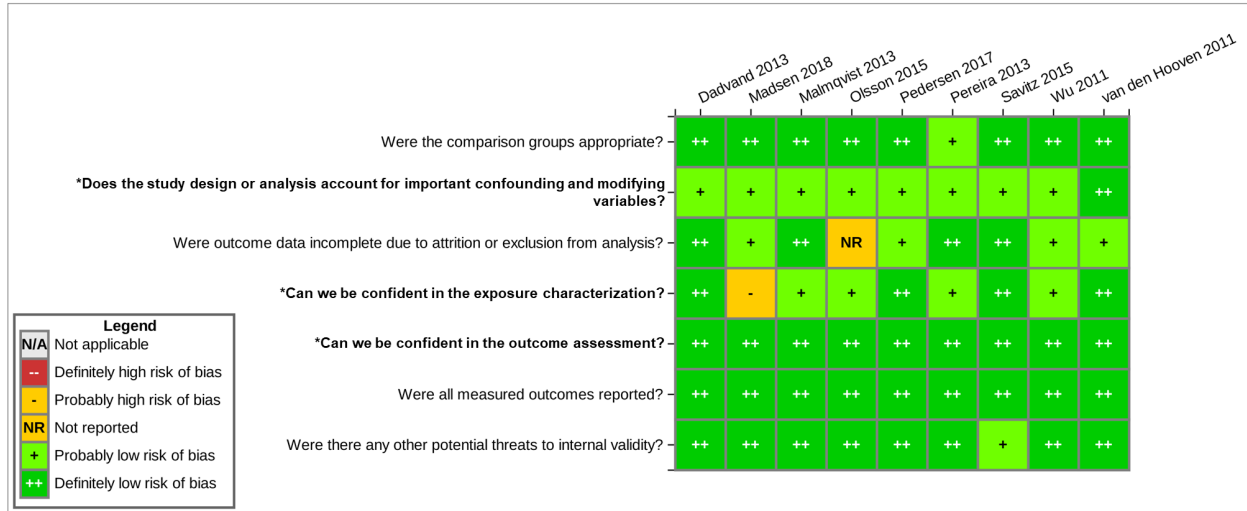 Dadvand 2013
Madsen 2018
Malmqvist 2013
Olsson 2015
Pedersen 2017
Pereira 2013
Savitz 2015
Wu 2011
van den Hooven 2011
Were the comparison groups appropriate? ++ ++ ++ ++ ++ + ++ ++ ++
*Does the study design or analysis account for important confounding and modifying
variables? + + + + + + + + ++
Were outcome data incomplete due to attrition or exclusion from analysis? ++ + ++ NR + ++ ++ + +
*Can we be confident in the exposure characterization? ++ - + + ++ + ++ + ++
*Can we be confident in the outcome assessment? ++ ++ ++ ++ ++ ++ ++ ++ ++
Were all measured outcomes reported? ++ ++ ++ ++ ++ ++ ++ ++ ++
Were there any other potential threats to internal validity? ++ ++ ++ ++ ++ ++ + ++ ++
Legend
N/A Not applicable
-- Definitely high risk of bias
- Probably high risk of bias
NR Not reported
+ Probably low risk of bias
++ Definitely low risk of bias